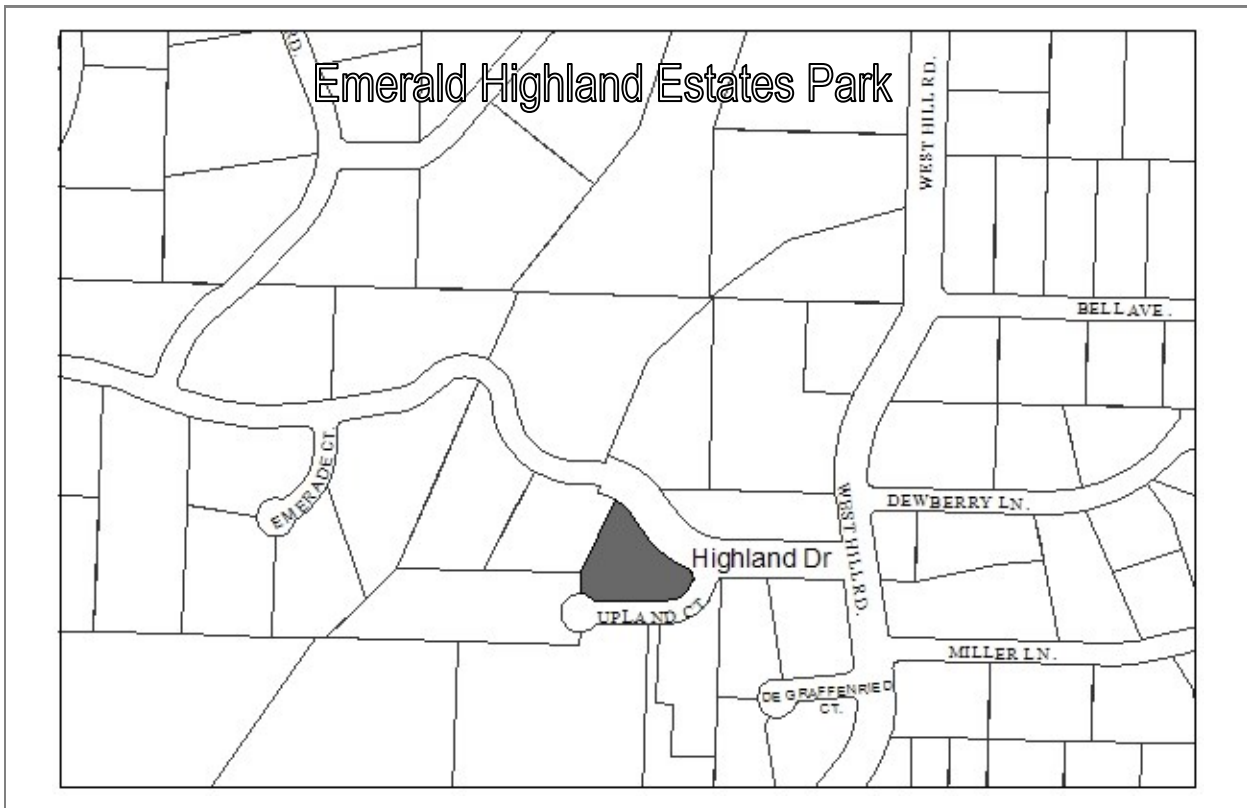 RD.
Emerald Highland Estates Park
WEST HILL RD.
BELL AVE.
EMERADE CT.
WEST HILL RD.
DEWBERRY LN.
Highland Dr
UPLAND CT.
MILLER LN.
DE GRAFFENRIED
CT.